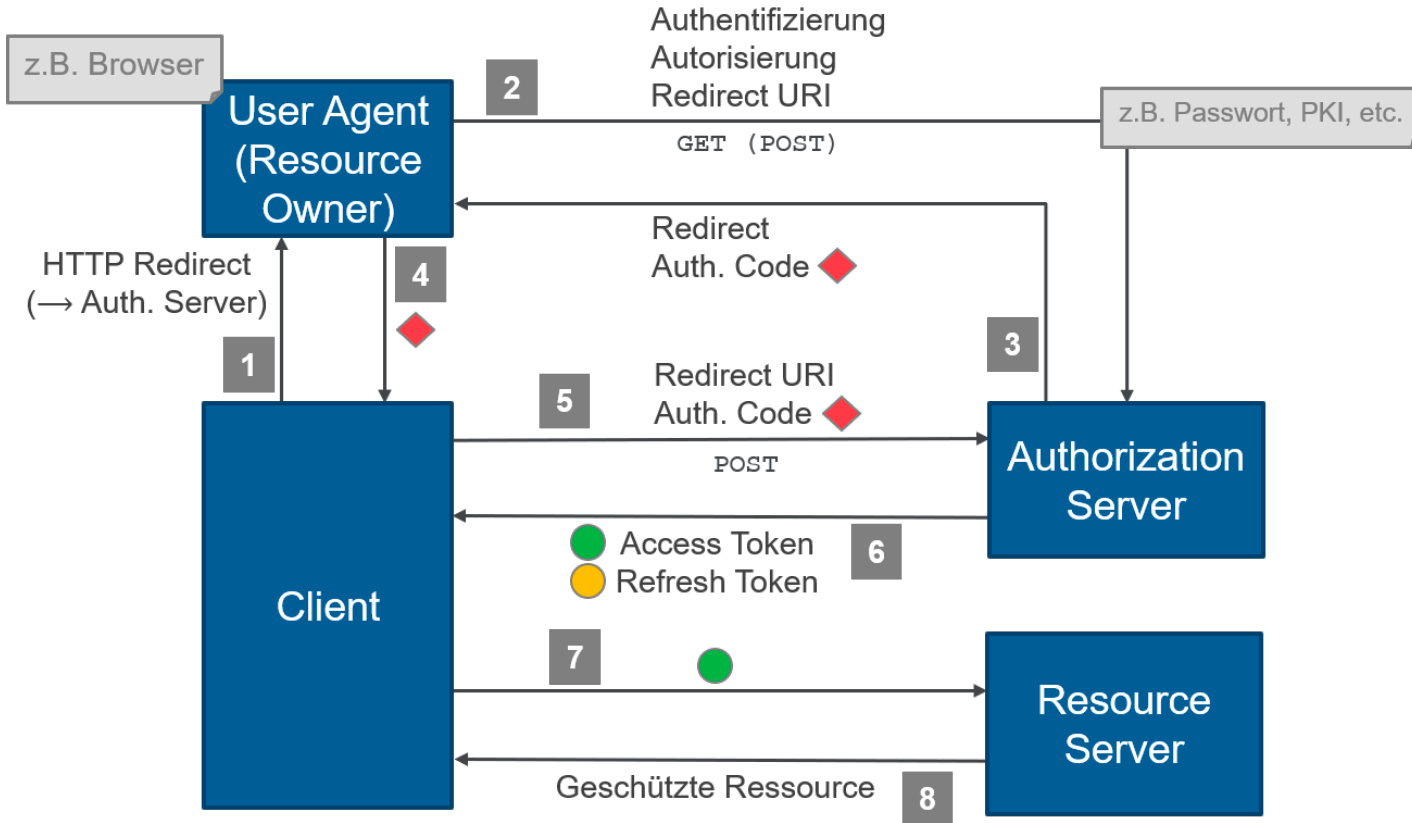 Authentifizierung
Autorisierung
Redirect URI
z.B. Browser
2
User Agent
(Resource
Owner)
GET (POST)
z.B. Passwort, PKI, etc.
Redirect
Auth. Code
HTTP Redirect
(→ Auth. Server)
4
1
3
Redirect URI
Auth. Code
5
POST
Authorization
Server
Access Token
Refresh Token
6
Client
7
Resource
Server
Geschützte Ressource
8